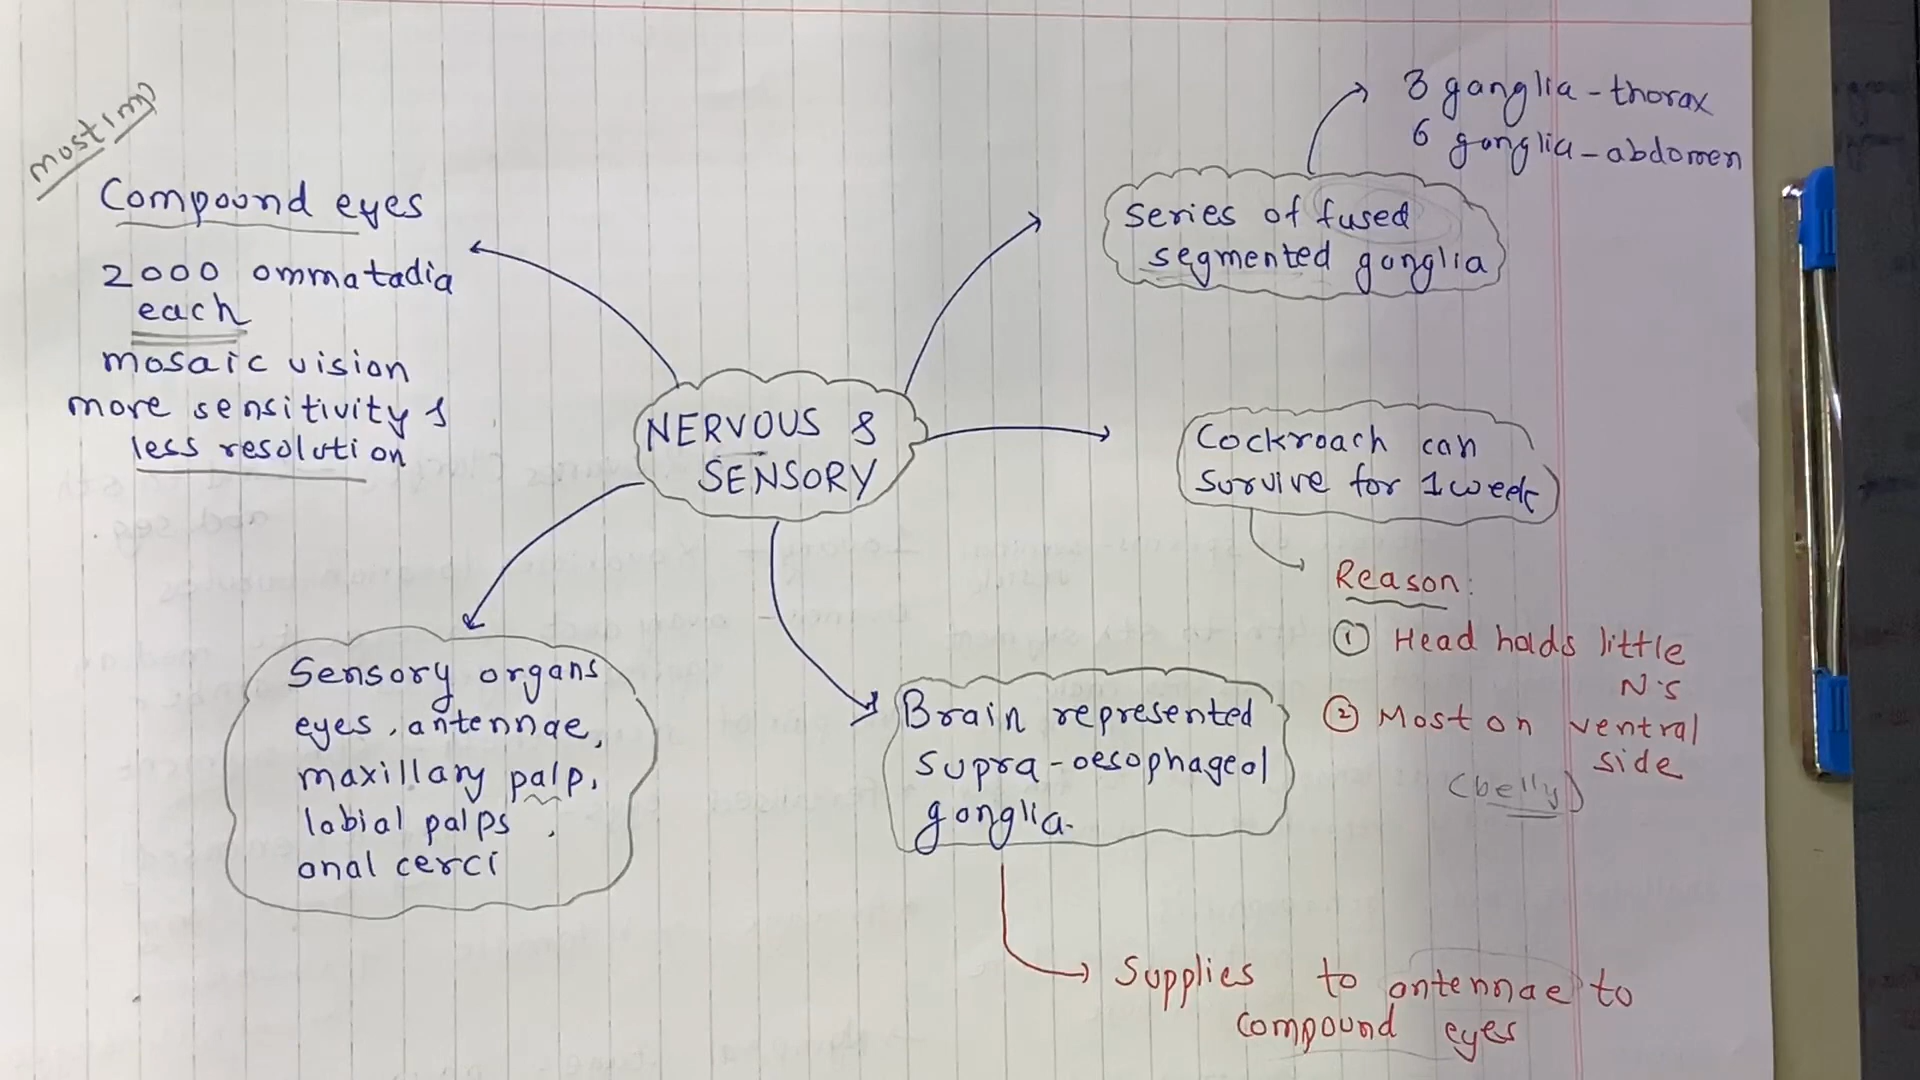 most imp
Compound eyes
2000 ommatadia
each
mosaic vision
more sensitivity &
less resolution
3 ganglia - thorax
6 ganglia - abdomen
series of fused
segmented ganglia
NERVOUS &
SENSORY
Cockroach can
survive for 1 week
Reason:
① Head holds little
N.S
② Most on ventral
side
(belly)
Sensory organs
eyes, antennae,
maxillary palp,
labial palps,
anal cerci
Brain represented
supra-oesophageal
ganglia.
Supplies to antennae to
compound eyes